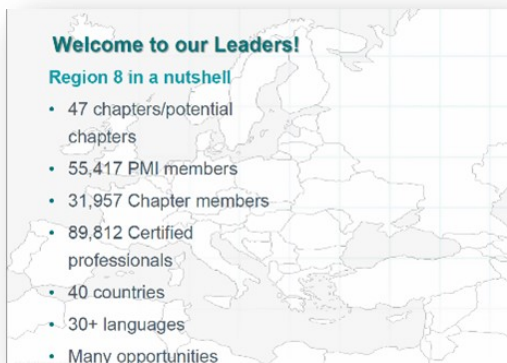 Welcome to our Leaders!
Region 8 in a nutshell
• 47 chapters/potential
chapters
• 55,417 PMI members
• 31,957 Chapter members
• 89,812 Certified
professionals
• 40 countries
• 30+ languages
• Many opportunities